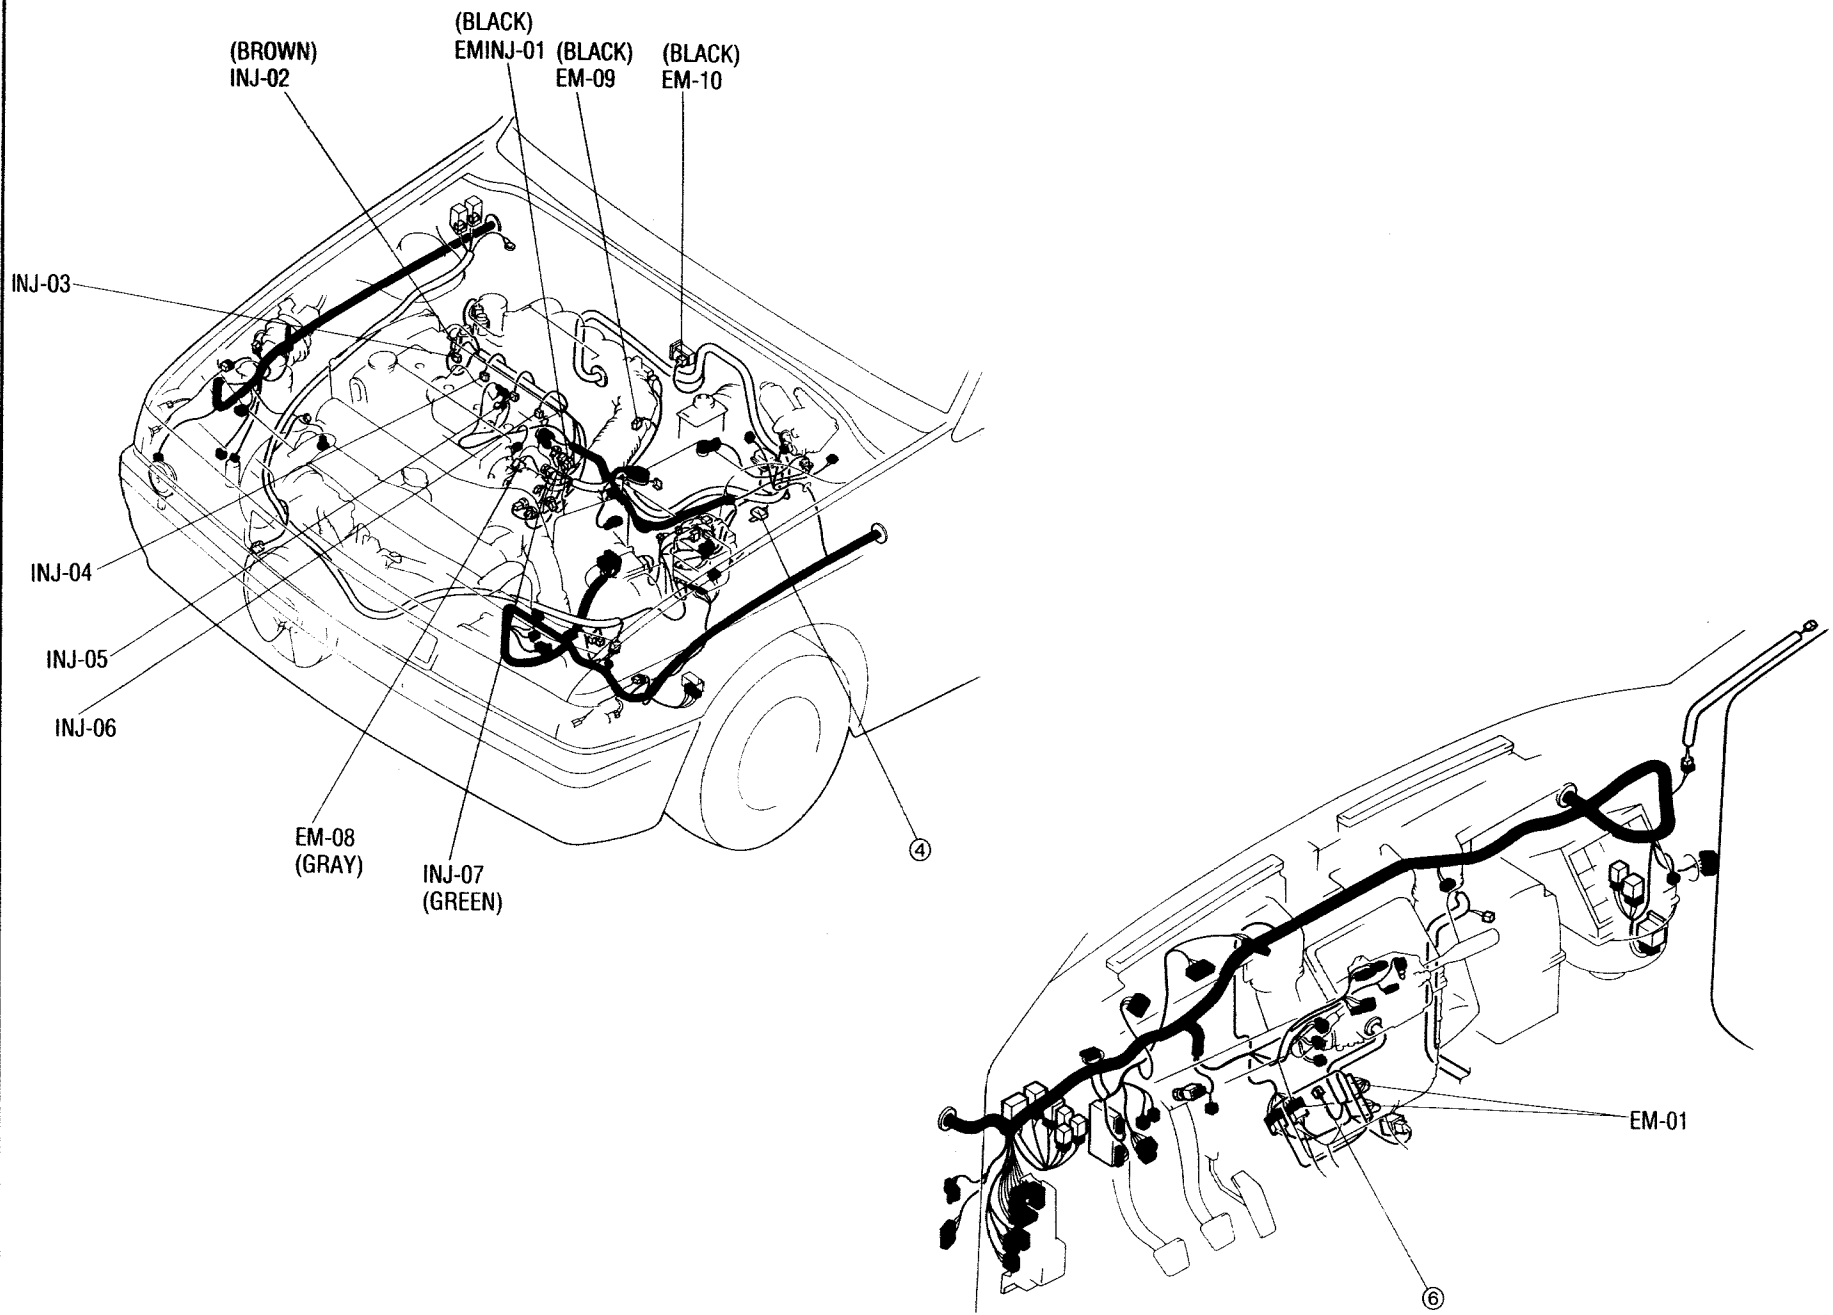 (BROWN)
INJ-02
(BLACK)
EMINJ-01
(BLACK)
EM-09
(BLACK)
EM-10
INJ-03
INJ-04
INJ-05
INJ-06
EM-08
(GRAY)
INJ-07
(GREEN)
④
EM-01
⑥